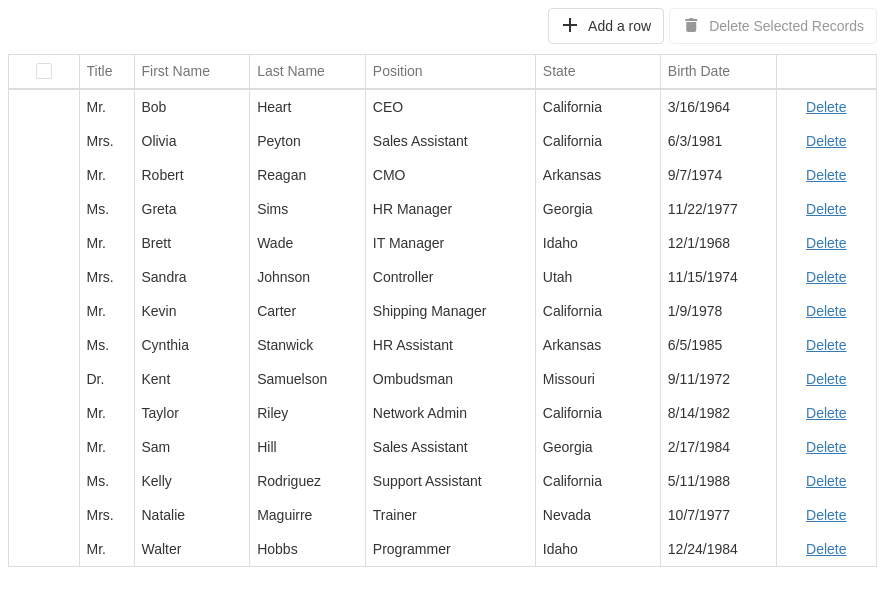 Add a row Delete Selected Records
Title First Name Last Name Position State Birth Date
Mr. Bob Heart CEO California 3/16/1964 Delete
Mrs. Olivia Peyton Sales Assistant California 6/3/1981 Delete
Mr. Robert Reagan CMO Arkansas 9/7/1974 Delete
Ms. Greta Sims HR Manager Georgia 11/22/1977 Delete
Mr. Brett Wade IT Manager Idaho 12/1/1968 Delete
Mrs. Sandra Johnson Controller Utah 11/15/1974 Delete
Mr. Kevin Carter Shipping Manager California 1/9/1978 Delete
Ms. Cynthia Stanwick HR Assistant Arkansas 6/5/1985 Delete
Dr. Kent Samuelson Ombudsman Missouri 9/11/1972 Delete
Mr. Taylor Riley Network Admin California 8/14/1982 Delete
Mr. Sam Hill Sales Assistant Georgia 2/17/1984 Delete
Ms. Kelly Rodriguez Support Assistant California 5/11/1988 Delete
Mrs. Natalie Maguirre Trainer Nevada 10/7/1977 Delete
Mr. Walter Hobbs Programmer Idaho 12/24/1984 Delete